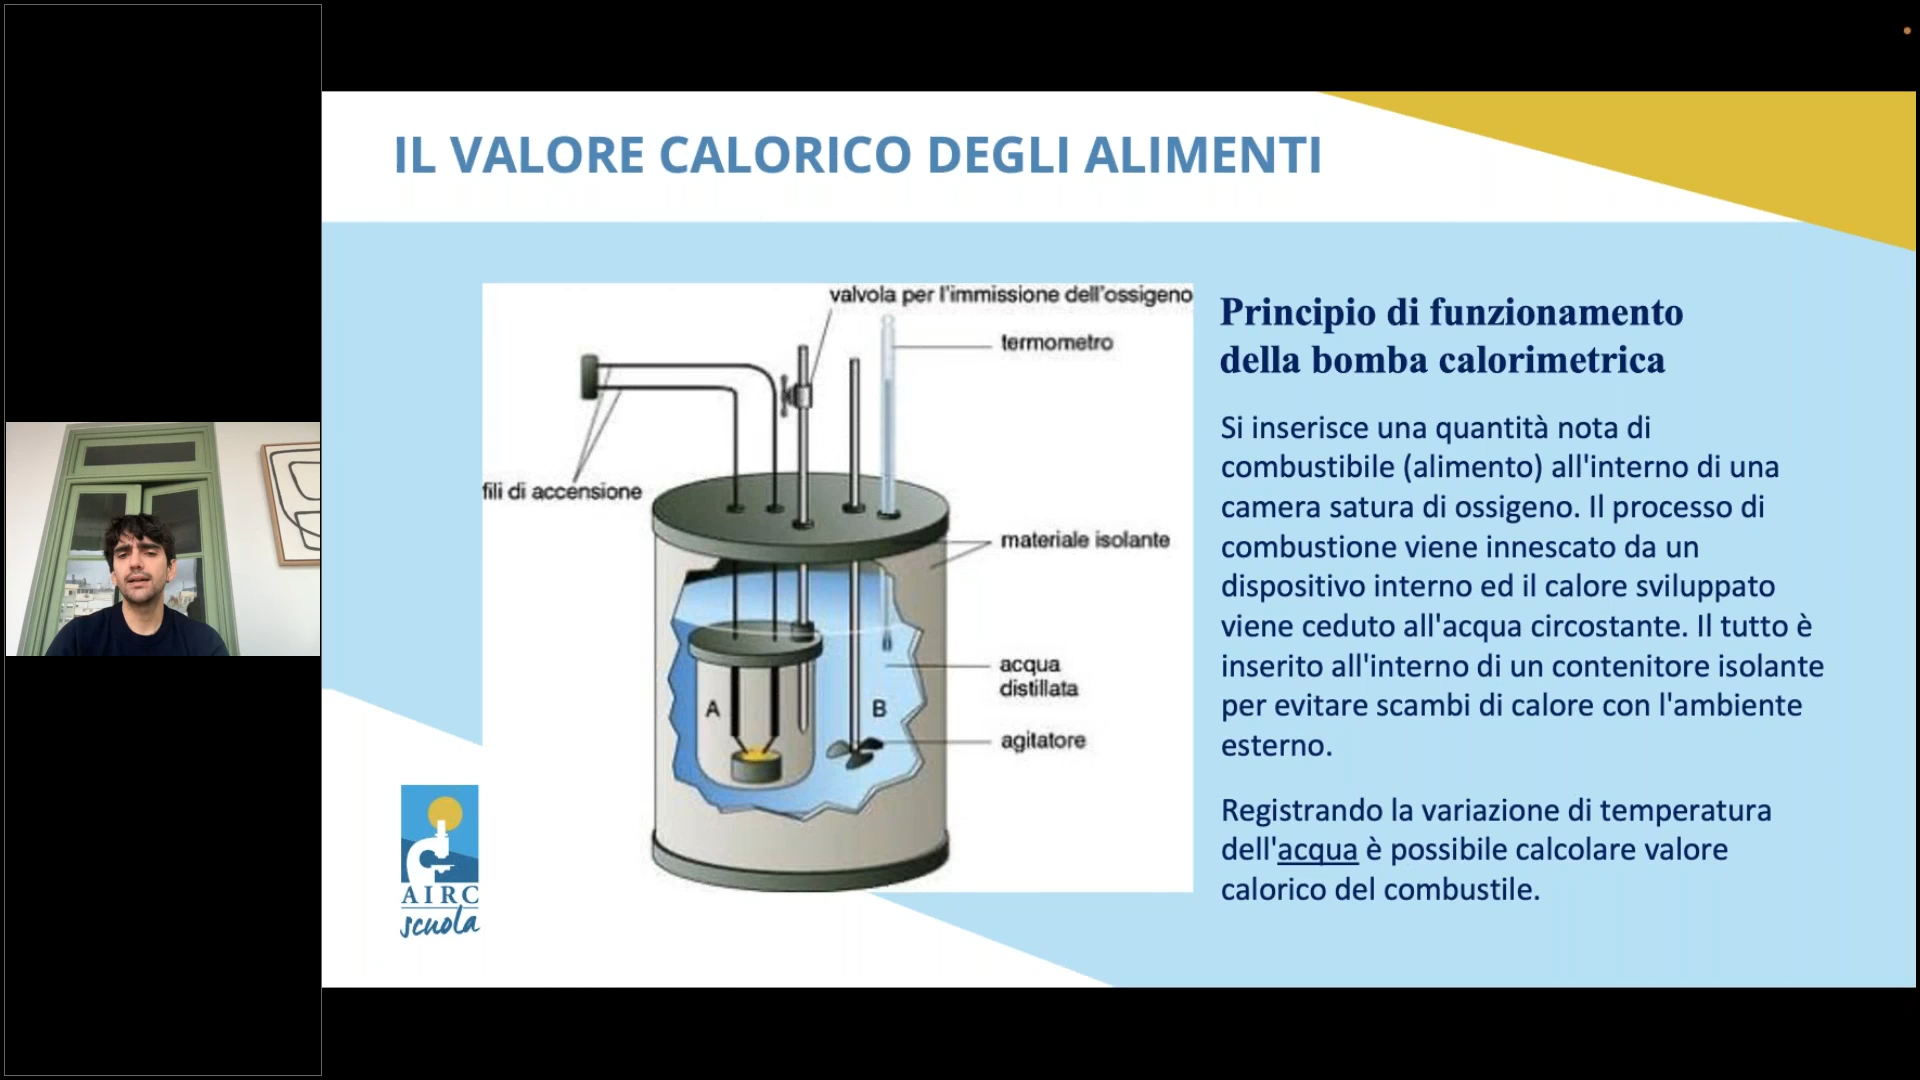 IL VALORE CALORICO DEGLI ALIMENTI
valvola per l'immissione dell'ossigeno
termometro
fili di accensione
materiale isolante
acqua
distillata
A
B
agitatore
Principio di funzionamento
della bomba calorimetrica
Si inserisce una quantità nota di
combustibile (alimento) all'interno di una
camera satura di ossigeno. Il processo di
combustione viene innescato da un
dispositivo interno ed il calore sviluppato
viene ceduto all'acqua circostante. Il tutto è
inserito all'interno di un contenitore isolante
per evitare scambi di calore con l'ambiente
esterno.
Registrando la variazione di temperatura
dell'acqua è possibile calcolare valore
calorico del combustile.
AIRC
scuola